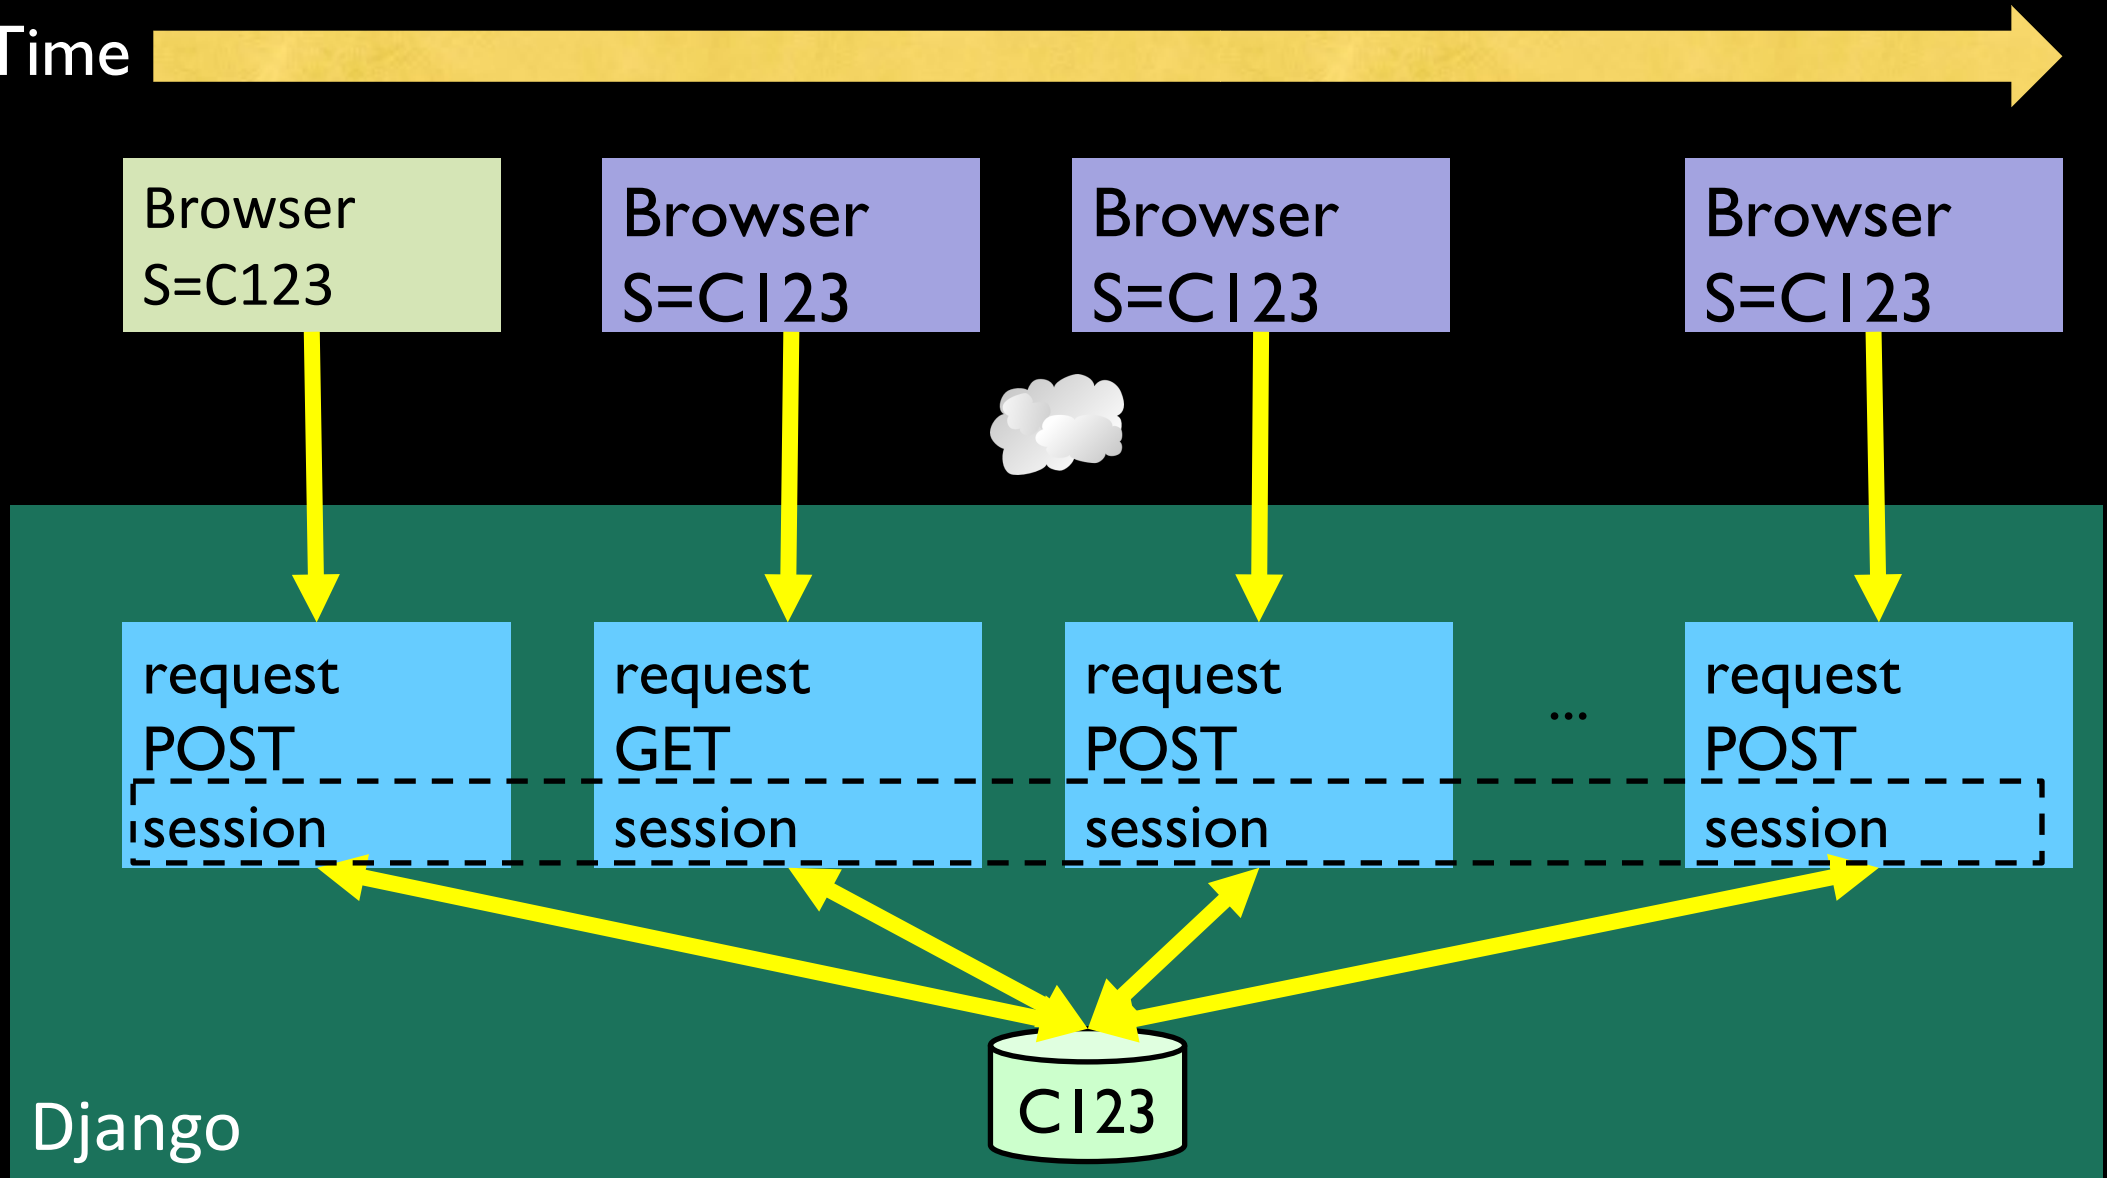 Time
Browser
S=C123
Browser
S=C123
Browser
S=C123
Browser
S=C123
request
POST
session
request
GET
session
request
POST
session
...
request
POST
session
C123
Django